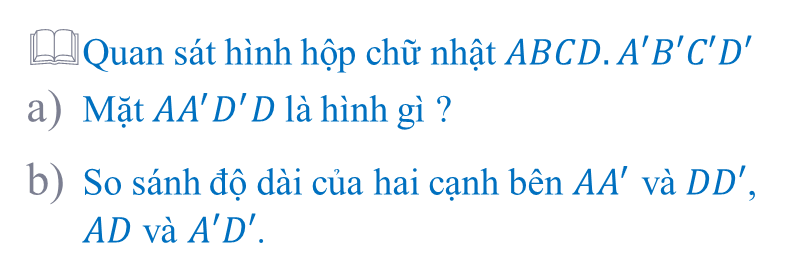 Quan sát hình hộp chữ nhật ABCD.A′B′C′D′
a) Mặt AA′D′D là hình gì ?
b) So sánh độ dài của hai cạnh bên AA′ và DD′,
AD và A′D′.